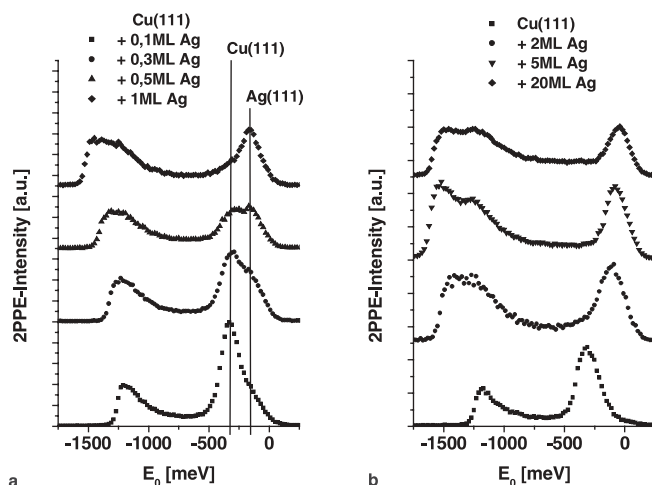 Cu(111)
+ 0,1ML Ag
+ 0,3ML Ag
+ 0,5ML Ag
+ 1ML Ag
Cu(111)
Ag(111)
2PPE-Intensity [a.u.]
-1500 -1000 -500 0
E0 [meV]
a
Cu(111)
+ 2ML Ag
+ 5ML Ag
+ 20ML Ag
2PPE-Intensity [a.u.]
-1500 -1000 -500 0
E0 [meV]
b